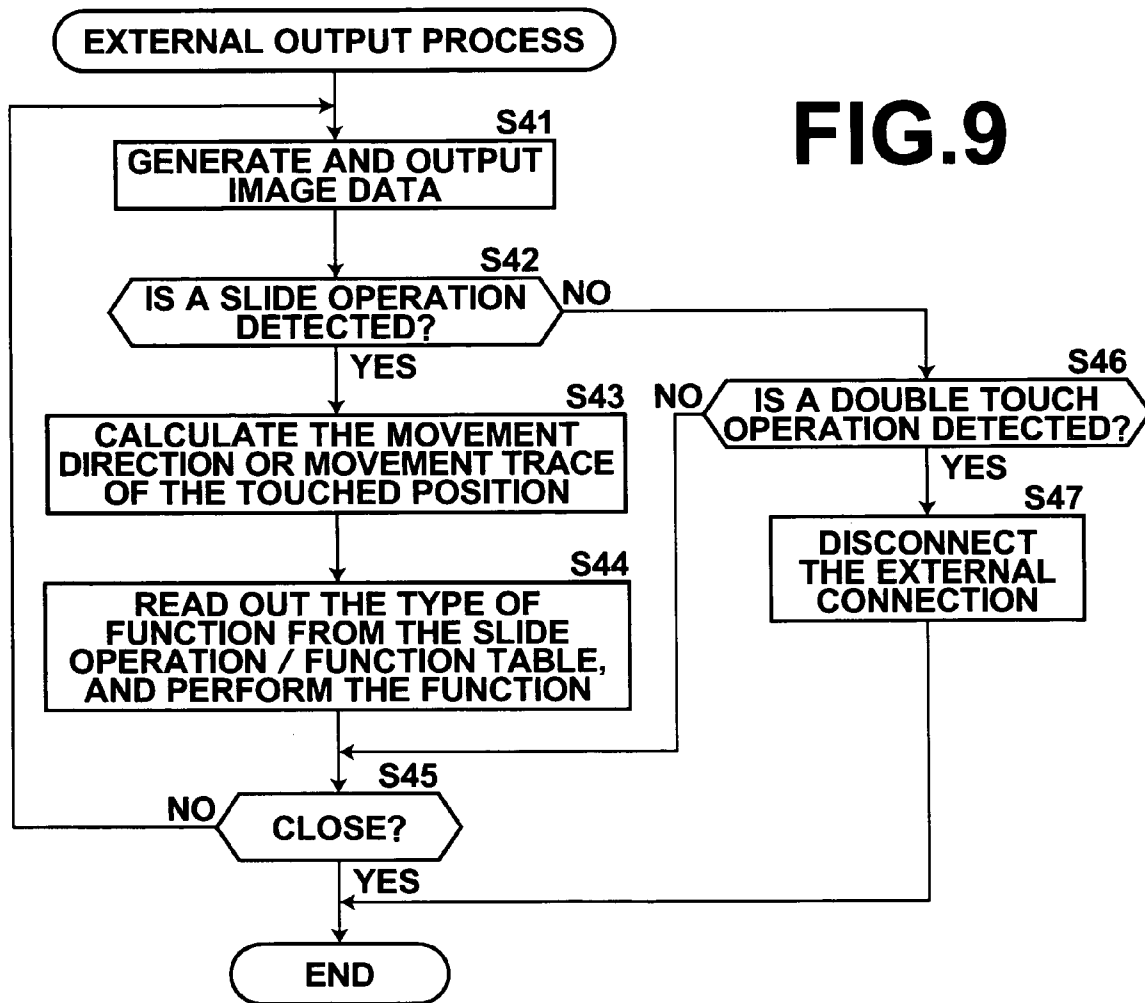 EXTERNAL OUTPUT PROCESS
FIG.9
S41
GENERATE AND OUTPUT
IMAGE DATA
S42
IS A SLIDE OPERATION
DETECTED?
NO
YES
S43
CALCULATE THE MOVEMENT
DIRECTION OR MOVEMENT TRACE
OF THE TOUCHED POSITION
S44
READ OUT THE TYPE OF
FUNCTION FROM THE SLIDE
OPERATION / FUNCTION TABLE,
AND PERFORM THE FUNCTION
S45
CLOSE?
NO
YES
S46
IS A DOUBLE TOUCH
OPERATION DETECTED?
NO
YES
S47
DISCONNECT
THE EXTERNAL
CONNECTION
END